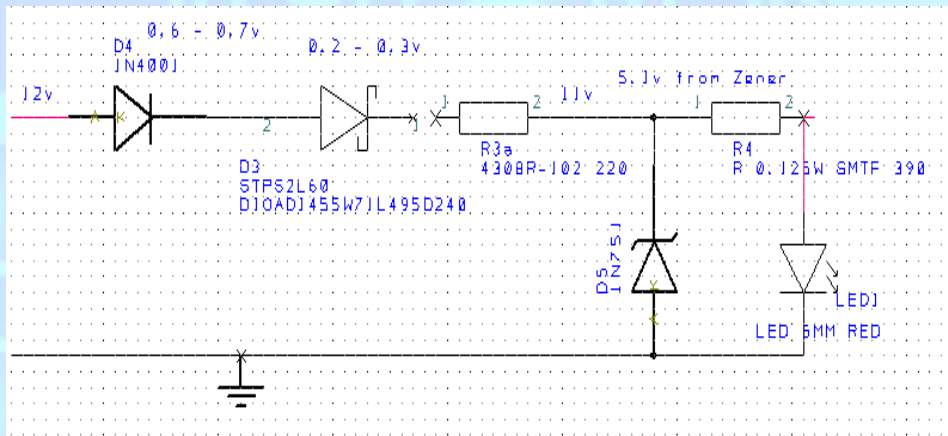 0.6 - 0.7v
D4
1N4001
0.2 - 0.3v
12v
A
K
2
1
D3
STPS2L60
DIOAD1455W71L495D240
1
2
11v
R3a
4308R-102 220
5.1v from Zener
1
2
R4
R 0.125W SMTF 390
D5
1N751
K
A
LED1
LED 5MM RED